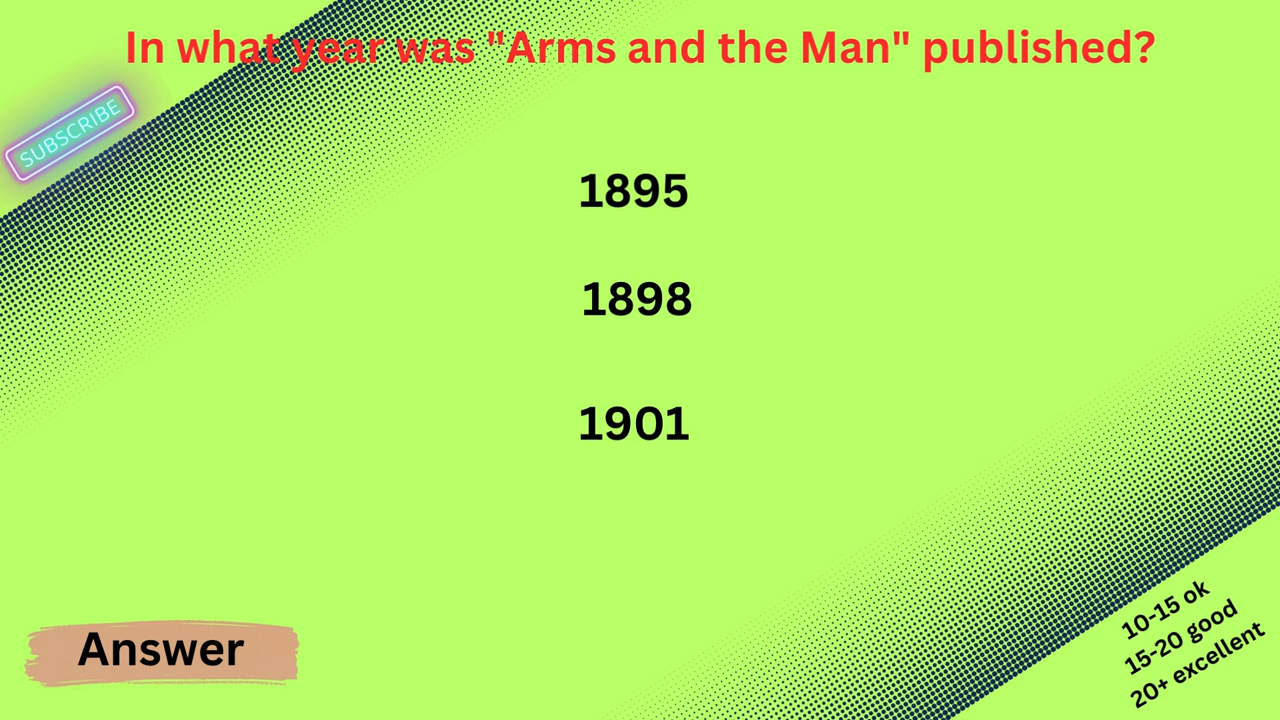 In what year was "Arms and the Man" published?
SUBSCRIBE
1895
1898
1901
Answer
10-15 ok
15-20 good
20+ excellent